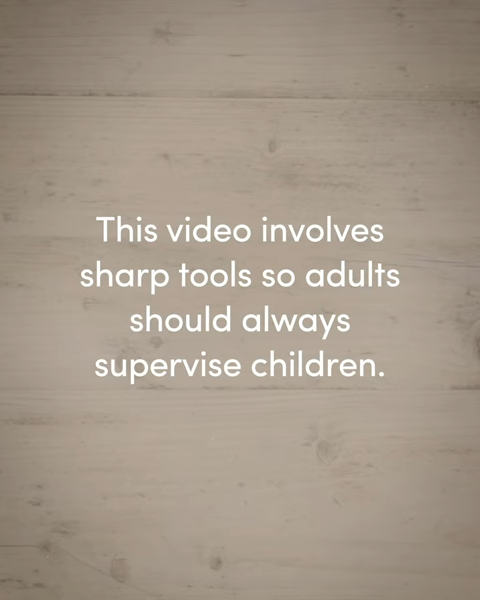 This video involves
sharp tools so adults
should always
supervise children.